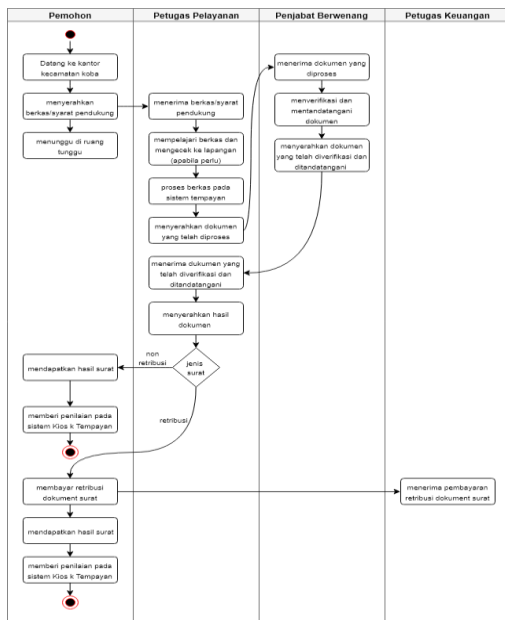 Pemohon
Petugas Pelayanan
Penjabat Berwenang
Petugas Keuangan
Datang ke kantor
kecematan koba
menyerahkan
berkas/syarat pendukung
menunggu di ruang
tunggu
menerima berkas/syarat
pendukung
mempelajari berkas dan
mengecek ke lapangan
(apabila perlu)
proses berkas pada
sistem tempayan
menyerahkan dokumen
yang telah diproses
menerima dokumen yang
diproses
menverifikasi dan
mentandatangani
dokumen
menyerahkan dokumen
yang telah diverifikasi dan
ditandatangani
menerima dukumen yang
telah diverifikasi dan
ditandatangani
menyerahkan hasil
dokumen
jenis
surat
non
retribusi
retribusi
mendapatkan hasil surat
memberi penilaian pada
sistem Kios k Tempayan
membayar retribusi
dokument surat
menerima pembayaran
retribusi dokument surat
mendapatkan hasil surat
memberi penilaian pada
sistem Kios k Tempayan